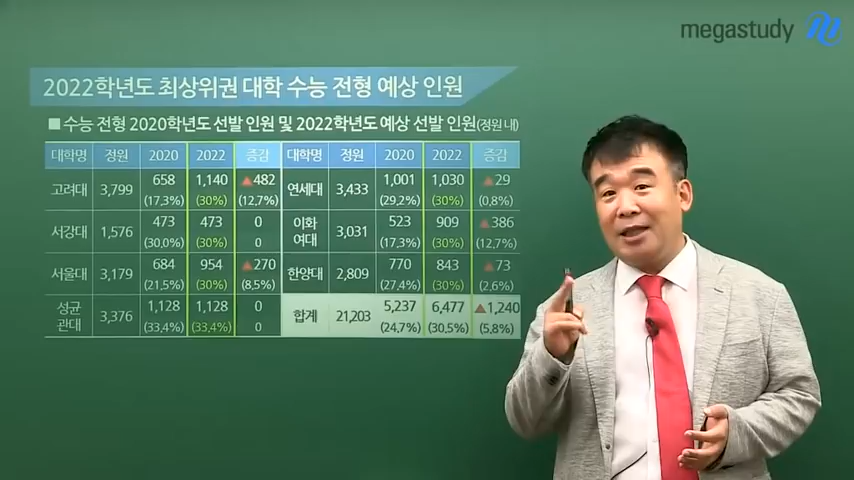 megastudy
2022학년도 최상위권 대학 수능 전형 예상 인원
■ 수능 전형 2020학년도 선발 인원 및 2022학년도 예상 선발 인원(정원 내)
대학명 정원 2020 2022 증감 대학명 정원 2020 2022 증감
고려대 3,799 658 (17,3%) 1,140 (30%) ▲482 (12,7%) 연세대 3,433 1,001 (29,2%) 1,030 (30%) ▲29 (0,8%)
서강대 1,576 473 (30,0%) 473 (30%) 0 0 이화여대 3,031 523 (17,3%) 909 (30%) ▲386 (12,7%)
서울대 3,179 684 (21,5%) 954 (30%) ▲270 (8,5%) 한양대 2,809 770 (27,4%) 843 (30%) ▲73 (2,6%)
성균관대 3,376 1,128 (33,4%) 1,128 (33,4%) 0 0 합계 21,203 5,237 (24,7%) 6,477 (30,5%) ▲1,240 (5,8%)